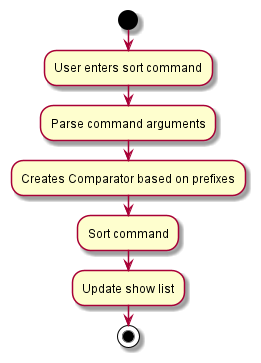 User enters sort command
Parse command arguments
Creates Comparator based on prefixes
Sort command
Update show list